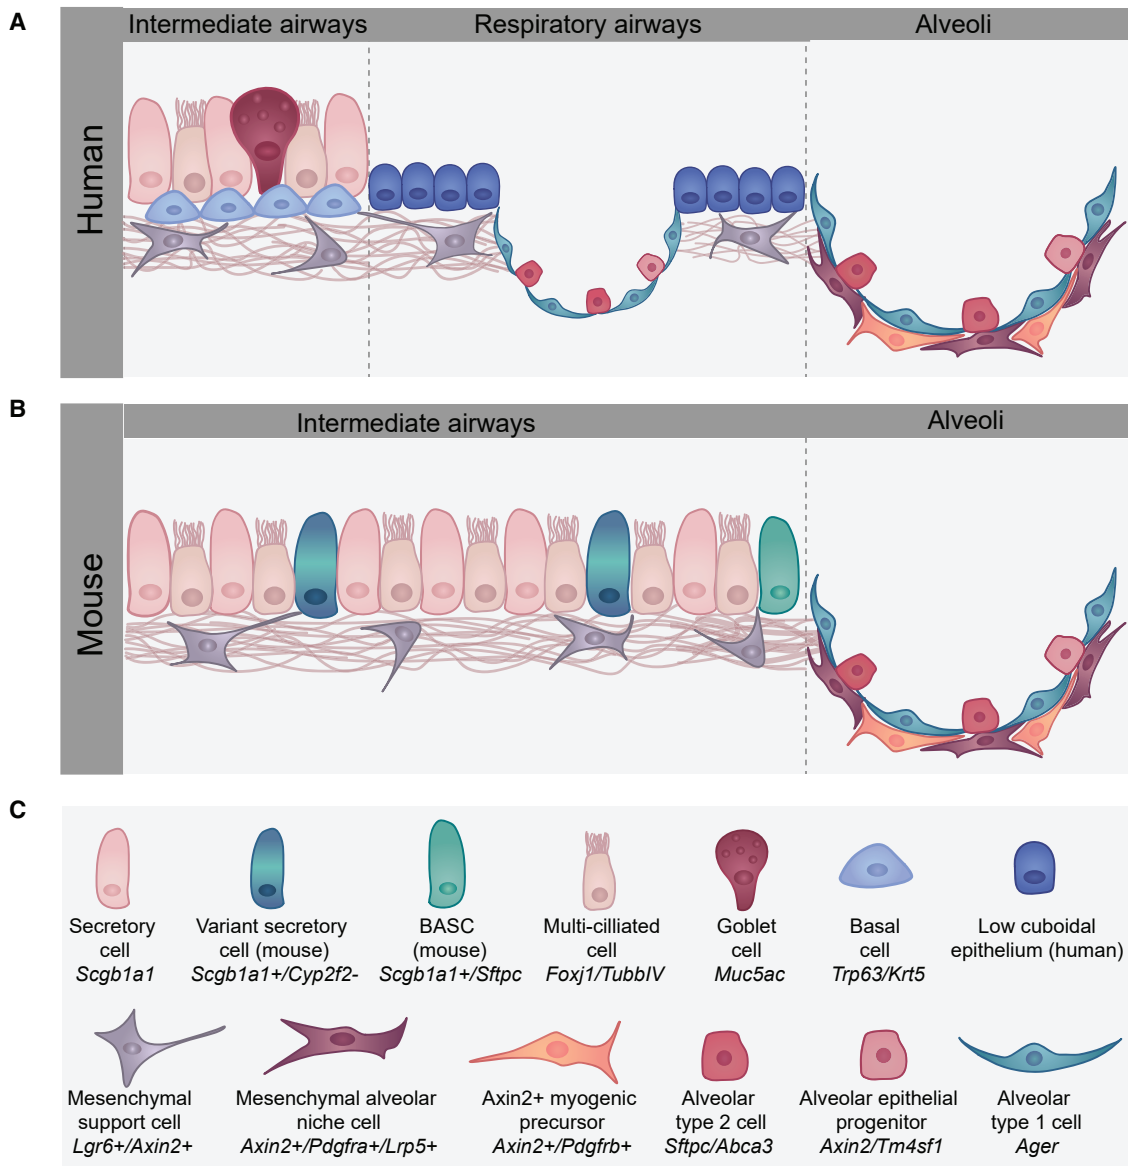 A
Intermediate airways
Respiratory airways
Alveoli
Human
B
Intermediate airways
Alveoli
Mouse
C
Secretory
cell
Scgb1a1
Variant secretory
cell (mouse)
Scgb1a1+/Cyp2f2-
BASC
(mouse)
Scgb1a1+/Sftpc
Multi-cilliated
cell
Foxj1/TubbIV
Goblet
cell
Muc5ac
Basal
cell
Trp63/Krt5
Low cuboidal
epithelium (human)
Mesenchymal
support cell
Lgr6+/Axin2+
Mesenchymal alveolar
niche cell
Axin2+/Pdgfra+/Lrp5+
Axin2+ myogenic
precursor
Axin2+/Pdgfrb+
Alveolar
type 2 cell
Sftpc/Abca3
Alveolar epithelial
progenitor
Axin2/Tm4sf1
Alveolar
type 1 cell
Ager